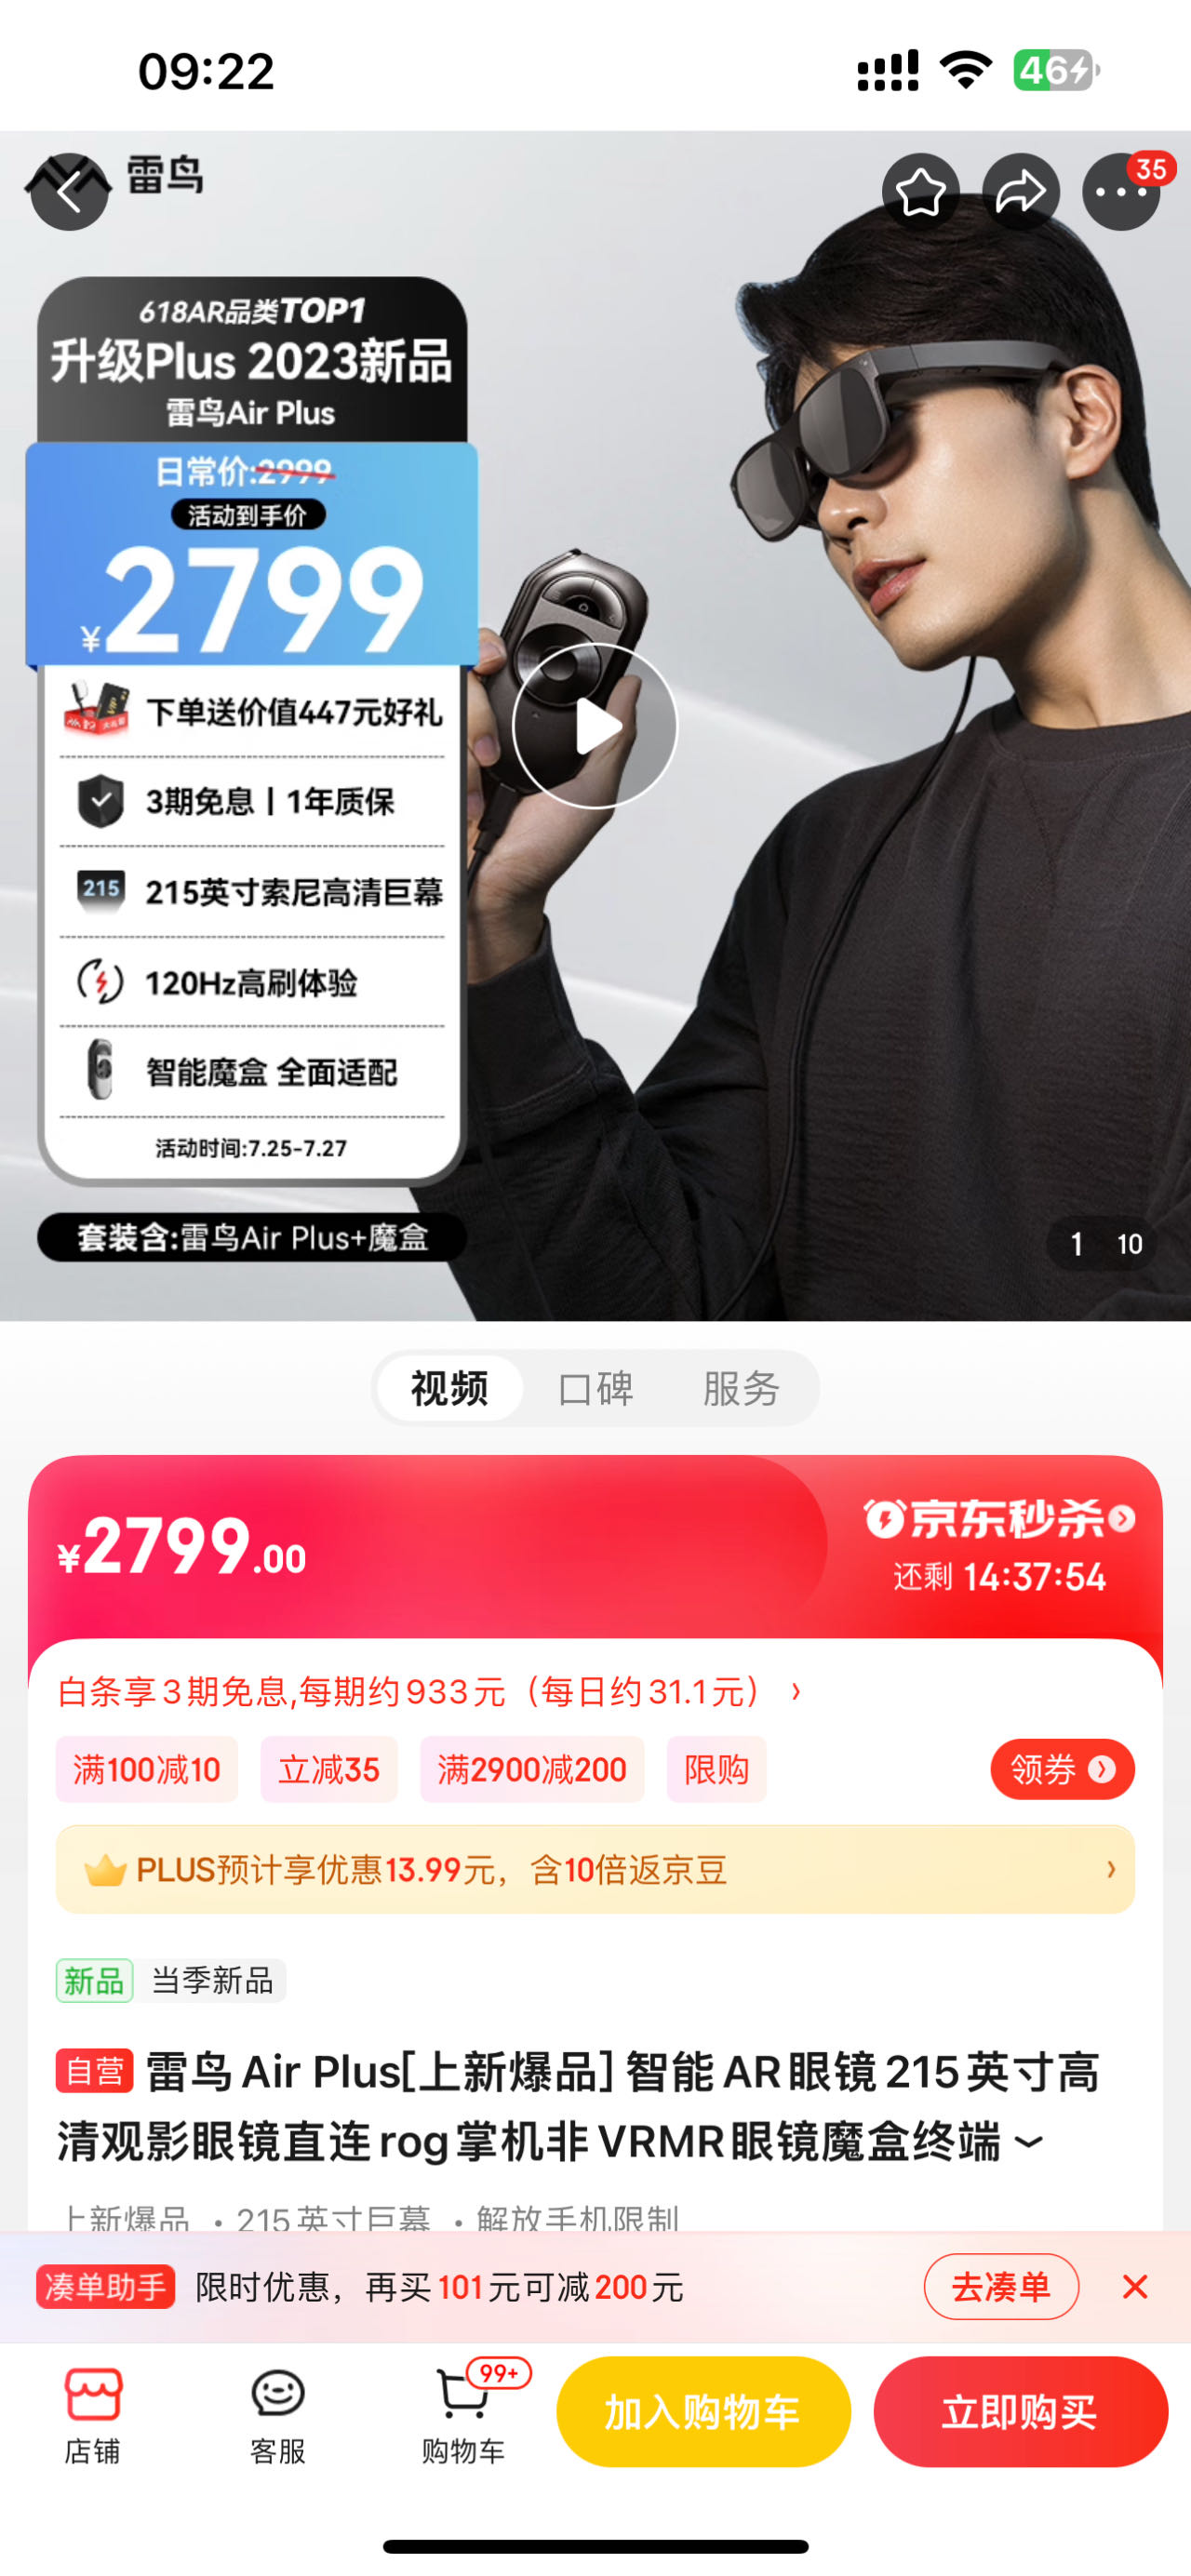 09:22
46
雷鸟
35
618AR品类TOP1
升级Plus 2023新品
雷鸟Air Plus
日常价:2999
活动到手价
¥2799
下单送价值447元好礼
3期免息 | 1年质保
215
215英寸索尼高清巨幕
120Hz高刷体验
智能魔盒 全面适配
活动时间:7.25-7.27
套装含:雷鸟Air Plus+魔盒
1 10
视频 口碑 服务
¥2799.00
京东秒杀
还剩 14:37:54
白条享3期免息,每期约933元（每日约31.1元）
满100减10 立减35 满2900减200 限购 领券
PLUS预计享优惠13.99元，含10倍返京豆
新品 当季新品
自营 雷鸟Air Plus[上新爆品] 智能AR眼镜215英寸高
清观影眼镜直连rog掌机非VRMR眼镜魔盒终端
上新爆品 · 215英寸巨幕 · 解放手机限制
凑单助手 限时优惠，再买101元可减200元 去凑单
99+
店铺 客服 购物车 加入购物车 立即购买